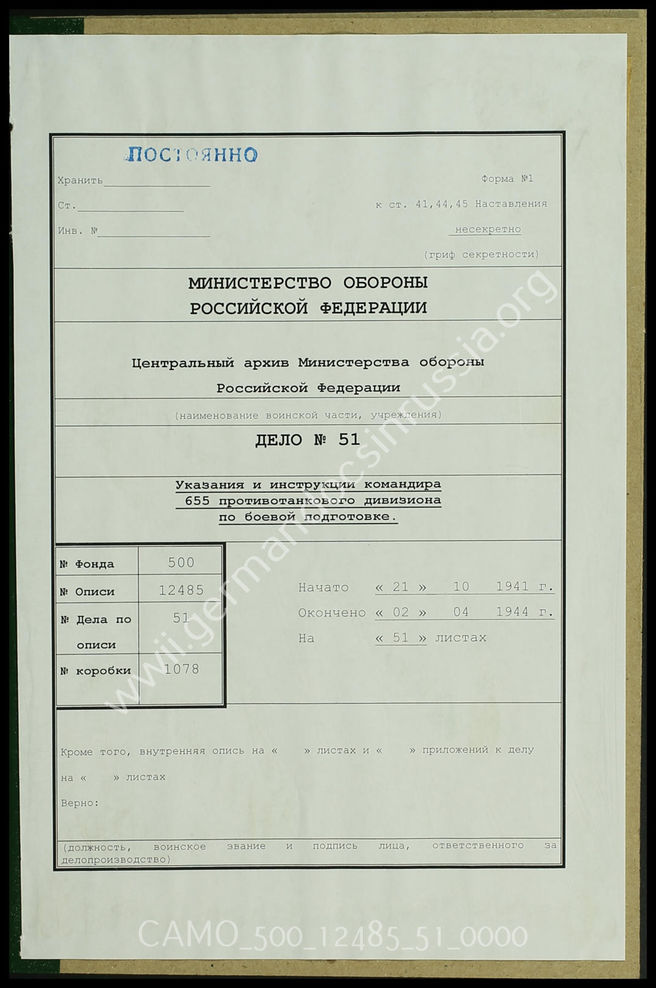 ПОСТОЯННО
Хранить
Форма №1
Ст.
к ст. 41,44,45 Наставления
Инв. №
несекретно
(гриф секретности)
МИНИСТЕРСТВО ОБОРОНЫ
РОССИЙСКОЙ ФЕДЕРАЦИИ
Центральный архив Министерства обороны
Российской Федерации
(наименование воинской части, учреждения)
ДЕЛО № 51
Указания и инструкции командира
655 противотанкового дивизиона
по боевой подготовке.
№ Фонда 500
№ Описи 12485
№ Дела по 51
описи
№ коробки 1078
Начато « 21 » 10 1941 г.
Окончено « 02 » 04 1944 г.
На « 51 » листах
Кроме того, внутренняя опись на « » листах и « » приложений к делу
на « » листах
Верно:
(должность, воинское звание и подпись лица, ответственного за
делопроизводство)
www.germandocsinrussia.org
CAMO_500_12485_51_0000